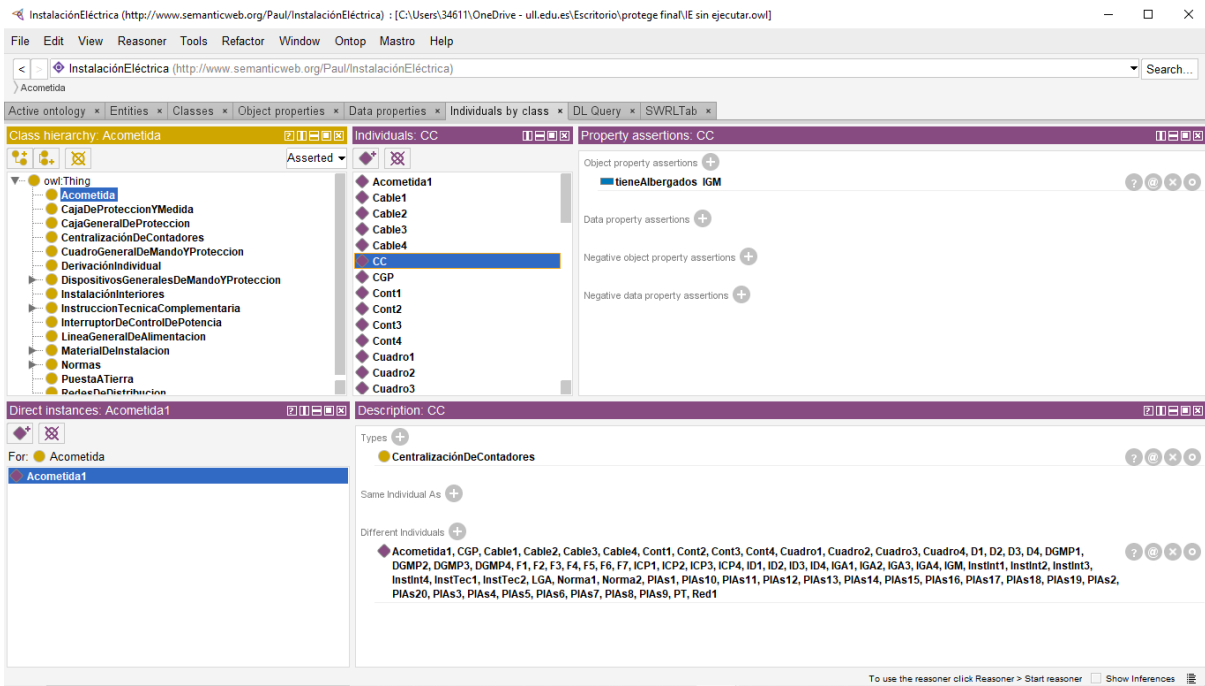 InstalaciónEléctrica (http://www.semanticweb.org/Paul/InstalaciónEléctrica) : [C:\Users\34611\OneDrive - ull.edu.es\Escritorio\protege final\IE sin ejecutar.owl]
File Edit View Reasoner Tools Refactor Window Ontop Mastro Help
< > InstalaciónEléctrica (http://www.semanticweb.org/Paul/InstalaciónEléctrica) Search...
Acometida
Active ontology × Entities × Classes × Object properties × Data properties × Individuals by class × DL Query × SWRLTab ×
Class hierarchy: Acometida
Asserted
owl:Thing
Acometida
CajaDeProteccionYMedida
CajaGeneralDeProteccion
CentralizaciónDeContadores
CuadroGeneralDeMandoYProteccion
DerivaciónIndividual
DispositivosGeneralesDeMandoYProteccion
InstalaciónInteriores
InstruccionTecnicaComplementaria
InterruptorDeControlDePotencia
LineaGeneralDeAlimentacion
MaterialDeInstalacion
Normas
PuestaATierra
RedesDeDistribucion
Individuals: CC
Acometida1
Cable1
Cable2
Cable3
Cable4
CC
CGP
Cont1
Cont2
Cont3
Cont4
Cuadro1
Cuadro2
Cuadro3
Property assertions: CC
Object property assertions
tieneAlbergados IGM
Data property assertions
Negative object property assertions
Negative data property assertions
Direct instances: Acometida1
For: Acometida
Acometida1
Description: CC
Types
CentralizaciónDeContadores
Same Individual As
Different Individuals
Acometida1, CGP, Cable1, Cable2, Cable3, Cable4, Cont1, Cont2, Cont3, Cont4, Cuadro1, Cuadro2, Cuadro3, Cuadro4, D1, D2, D3, D4, DGMP1,
DGMP2, DGMP3, DGMP4, F1, F2, F3, F4, F5, F6, F7, ICP1, ICP2, ICP3, ICP4, ID1, ID2, ID3, ID4, IGA1, IGA2, IGA3, IGA4, IGM, InstInt1, InstInt2, InstInt3,
InstInt4, InstTec1, InstTec2, LGA, Norma1, Norma2, PIAs1, PIAs10, PIAs11, PIAs12, PIAs13, PIAs14, PIAs15, PIAs16, PIAs17, PIAs18, PIAs19, PIAs2,
PIAs20, PIAs3, PIAs4, PIAs5, PIAs6, PIAs7, PIAs8, PIAs9, PT, Red1
To use the reasoner click Reasoner > Start reasoner Show Inferences